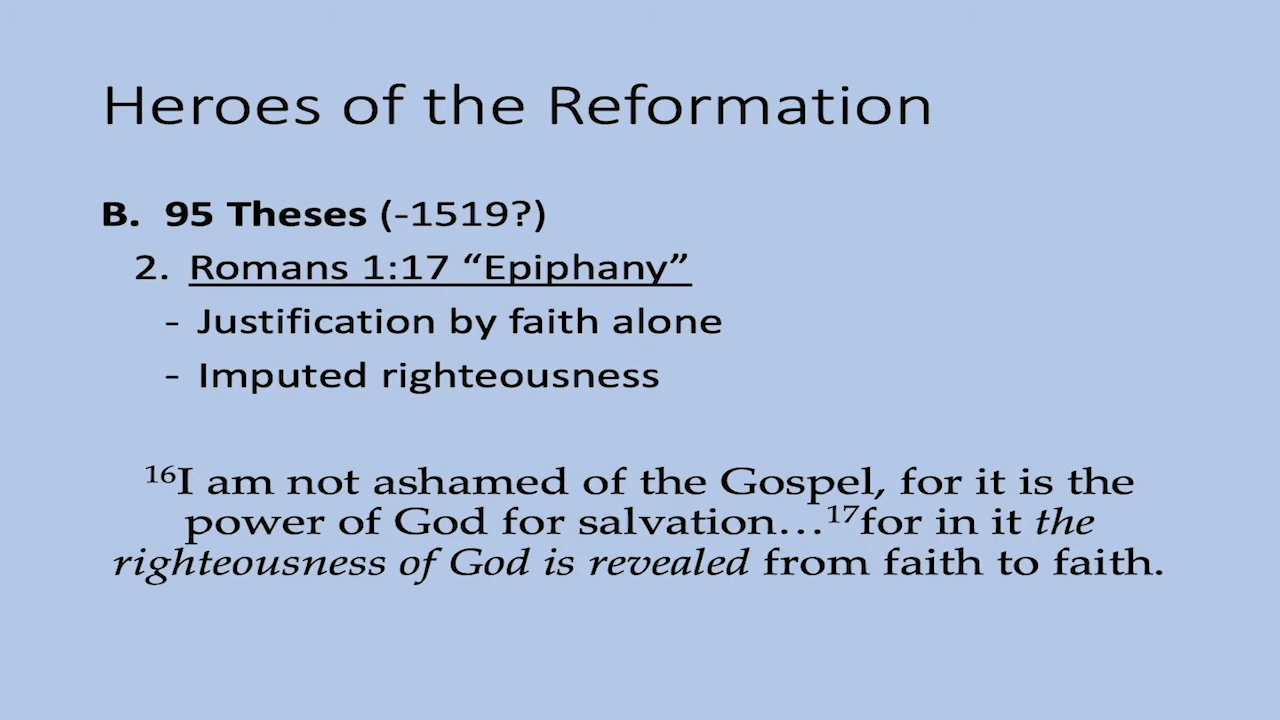 Heroes of the Reformation
B. 95 Theses (-1519?)
2. Romans 1:17 “Epiphany”
- Justification by faith alone
- Imputed righteousness
16I am not ashamed of the Gospel, for it is the
power of God for salvation…17for in it the
righteousness of God is revealed from faith to faith.